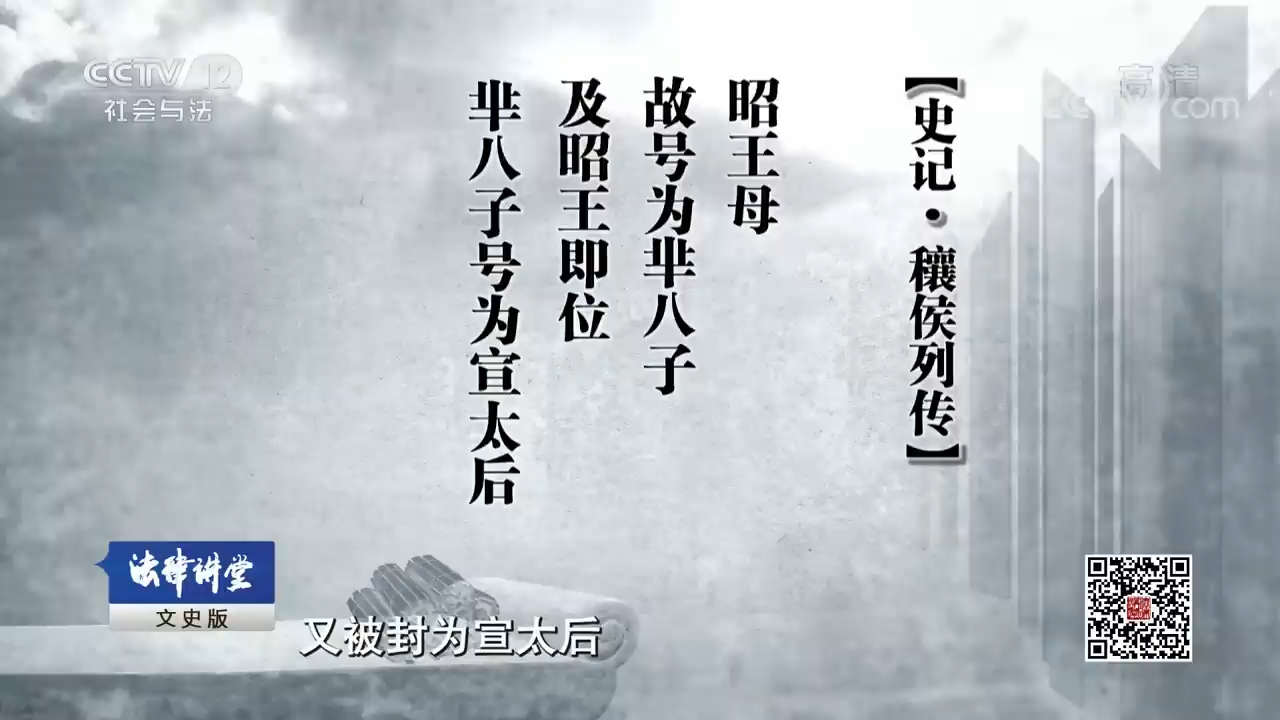 CCTV 12
社会与法
高清
CCTV.com
【史记·穰侯列传】
昭王母
故号为芈八子
及昭王即位
芈八子号为宣太后
法律讲堂
文史版
又被封为宣太后